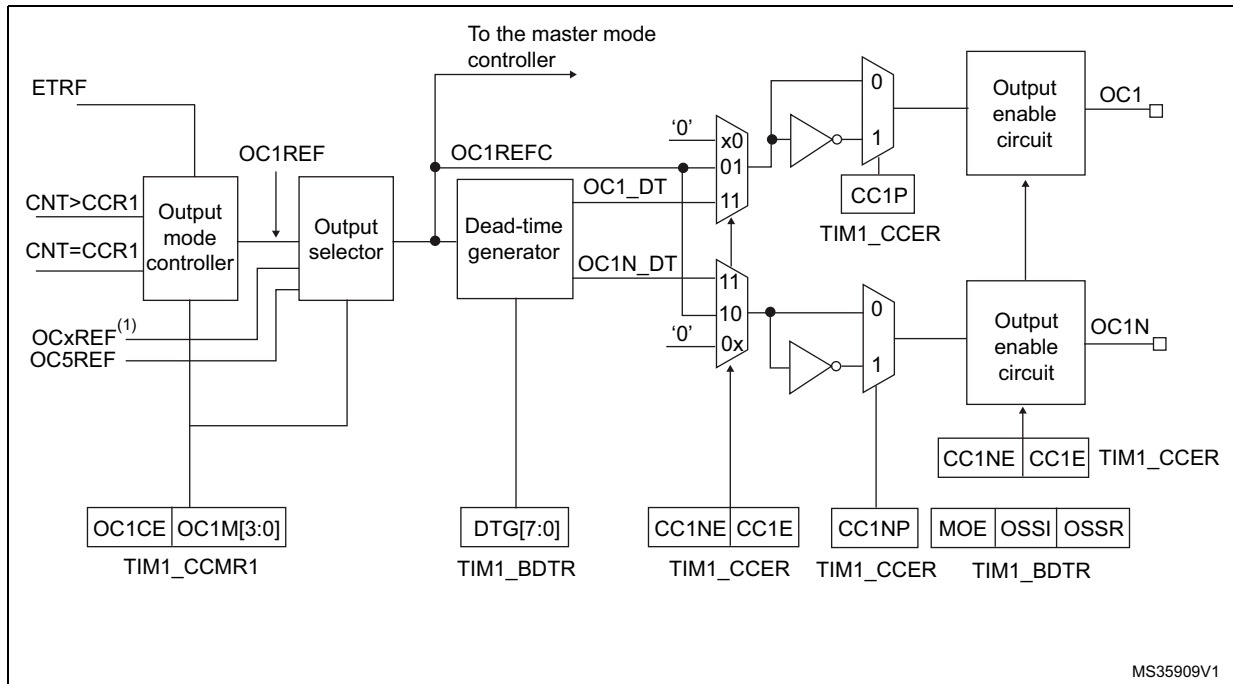 To the master mode
controller
ETRF
OC1REF
CNT>CCR1
CNT=CCR1
Output
mode
controller
Output
selector
OCxREF(1)
OC5REF
OC1REFC
Dead-time
generator
OC1_DT
OC1N_DT
'0'
x0
01
11
11
10
0x
'0'
0
1
CC1P
TIM1_CCER
0
1
Output
enable
circuit
OC1
Output
enable
circuit
OC1N
CC1NE CC1E TIM1_CCER
OC1CE OC1M[3:0]
TIM1_CCMR1
DTG[7:0]
TIM1_BDTR
CC1NE CC1E
TIM1_CCER
CC1NP
TIM1_CCER
MOE OSSI OSSR
TIM1_BDTR
MS35909V1